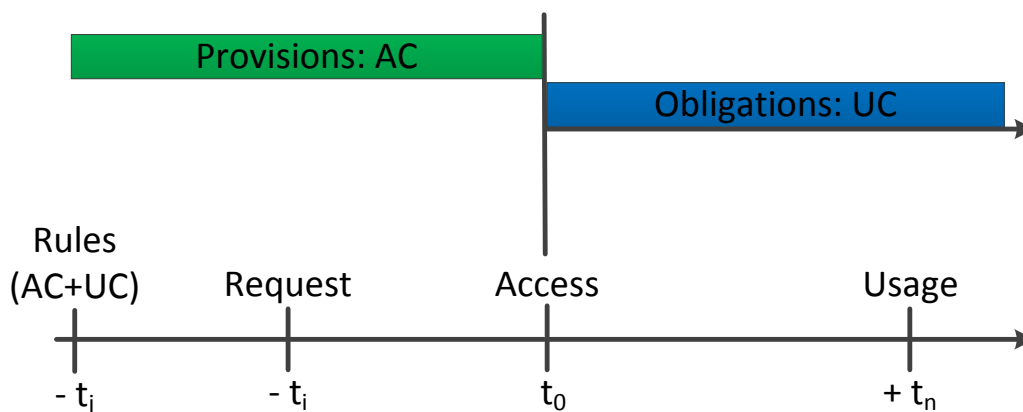 Provisions: AC
Obligations: UC
Rules
(AC+UC)
Request
Access
Usage
- tᵢ
- tᵢ
t₀
+ tₙ